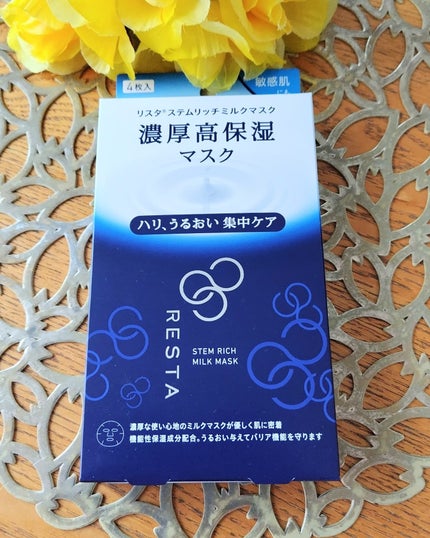 4枚入
敏感肌
にも
リスタ®ステムリッチミルクマスク
濃厚高保湿
マスク
ハリ、うるおい 集中ケア
RESTA
STEM RICH
MILK MASK
濃厚な使い心地のミルクマスクが優しく肌に密着
機能性保湿成分配合。うるおい与えてバリア機能を守ります